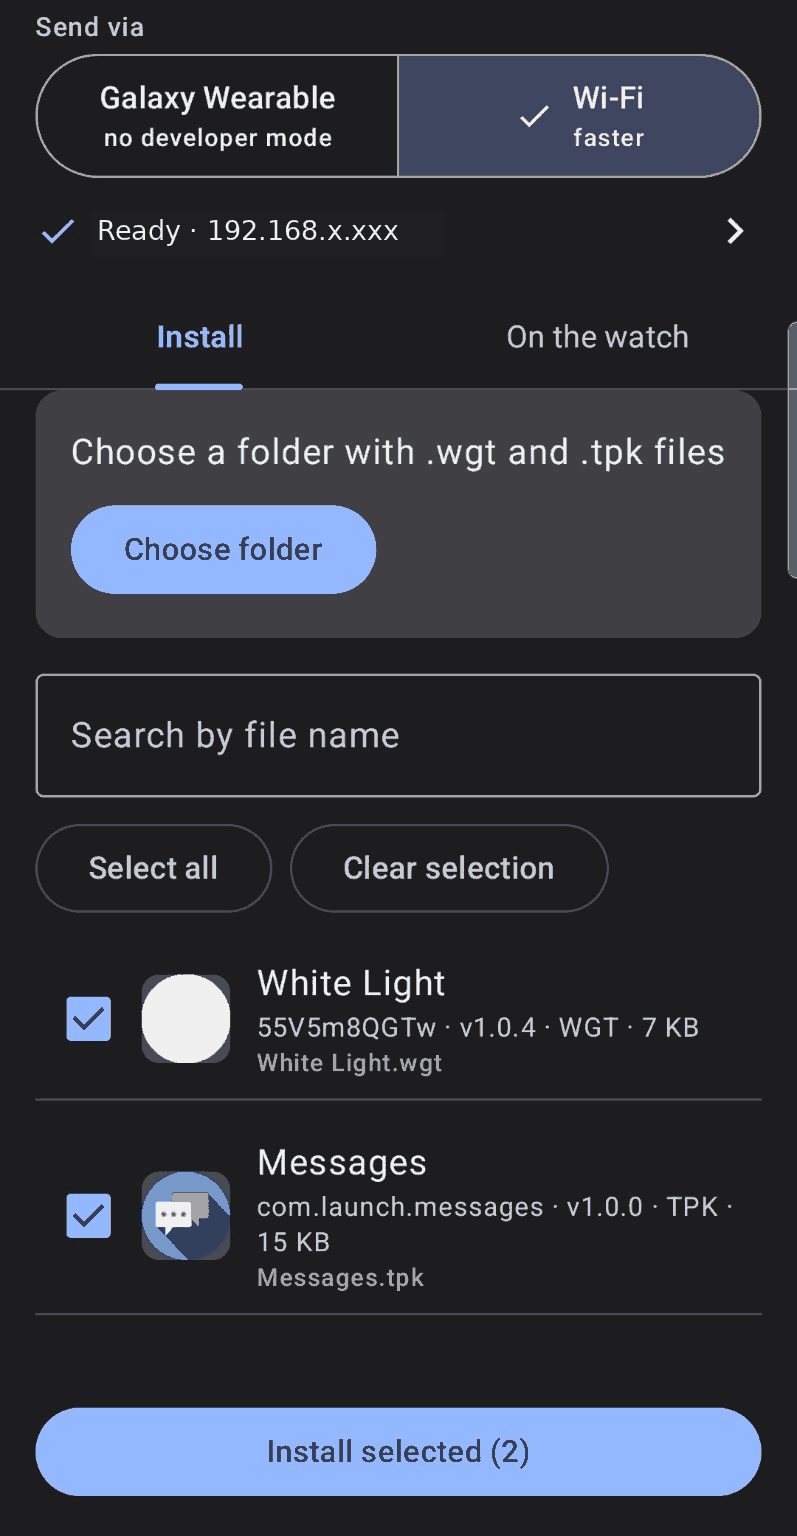 Send via
Galaxy Wearable
no developer mode
Wi-Fi
faster
Ready · 192.168.x.xxx
Install
On the watch
Choose a folder with .wgt and .tpk files
Choose folder
Search by file name
Select all
Clear selection
White Light
55V5m8QGTw · v1.0.4 · WGT · 7 KB
White Light.wgt
Messages
com.launch.messages · v1.0.0 · TPK ·
15 KB
Messages.tpk
Install selected (2)